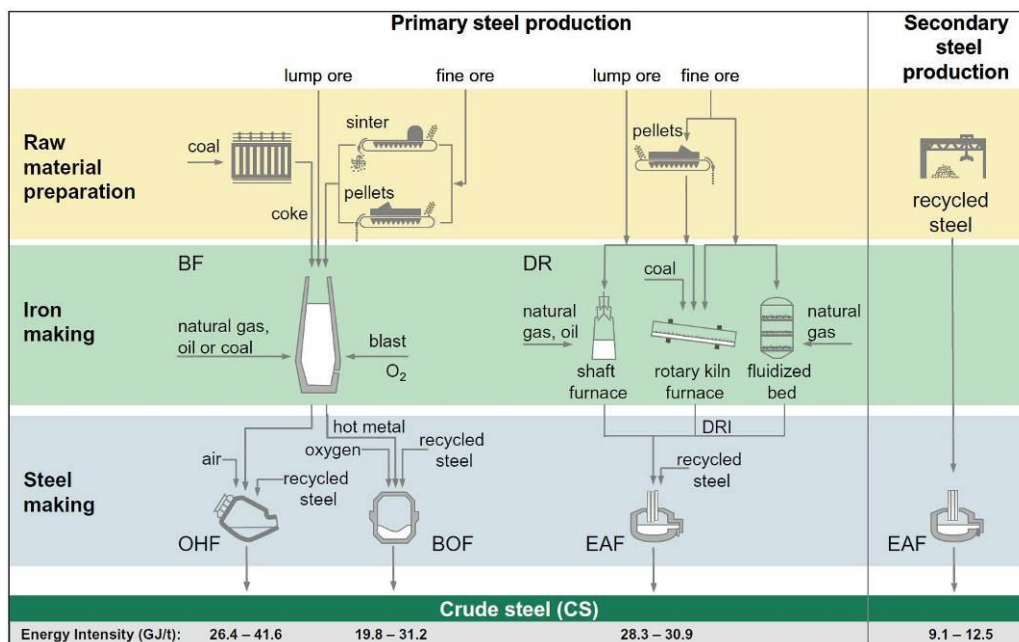 Primary steel production
Secondary
steel
production
lump ore
fine ore
lump ore
fine ore
Raw
material
preparation
coal
sinter
pellets
coke
pellets
recycled
steel
Iron
making
BF
natural gas,
oil or coal
blast
O₂
DR
coal
natural
gas, oil
natural
gas
shaft
furnace
rotary kiln
furnace
fluidized
bed
Steel
making
hot metal
air
oxygen
recycled
steel
recycled
steel
DRI
recycled
steel
OHF
BOF
EAF
EAF
Crude steel (CS)
Energy Intensity (GJ/t): 26.4 – 41.6 19.8 – 31.2 28.3 – 30.9 9.1 – 12.5